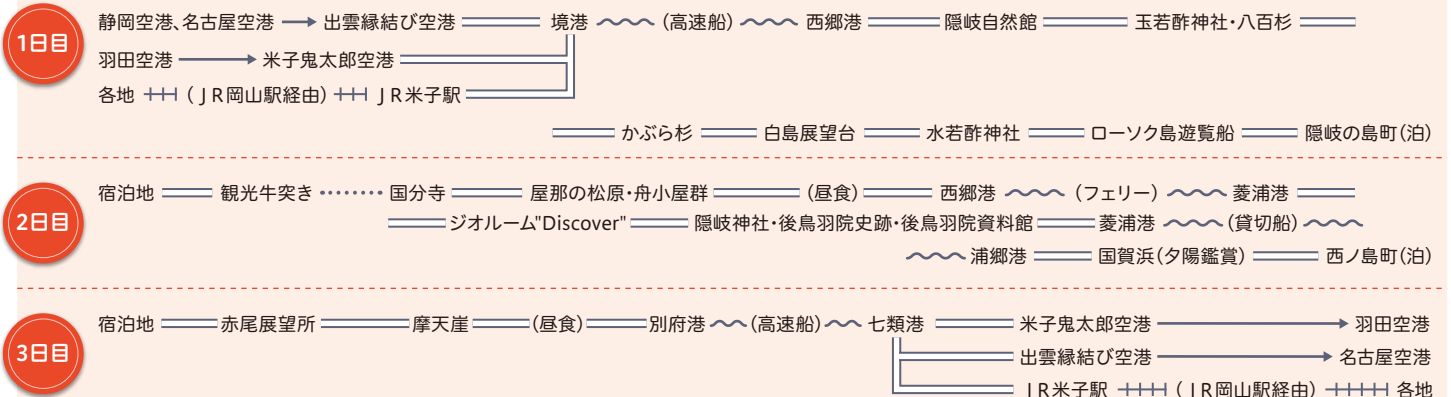 1日目
静岡空港、名古屋空港 出雲縁結び空港 境港 (高速船) 西郷港 隠岐自然館 玉若酢神社・八百杉
羽田空港 米子鬼太郎空港
各地 (JR岡山駅経由) JR米子駅
かぶら杉 白島展望台 水若酢神社 ローソク島遊覧船 隠岐の島町(泊)
2日目
宿泊地 観光牛突き 国分寺 屋那の松原・舟小屋群 (昼食) 西郷港 (フェリー) 菱浦港
ジオルーム"Discover" 隠岐神社・後鳥羽院史跡・後鳥羽院資料館 菱浦港 (貸切船)
浦郷港 国賀浜(夕陽鑑賞) 西ノ島町(泊)
3日目
宿泊地 赤尾展望所 摩天崖 (昼食) 別府港 (高速船) 七類港 米子鬼太郎空港 羽田空港
出雲縁結び空港 名古屋空港
JR米子駅 (JR岡山駅経由) 各地